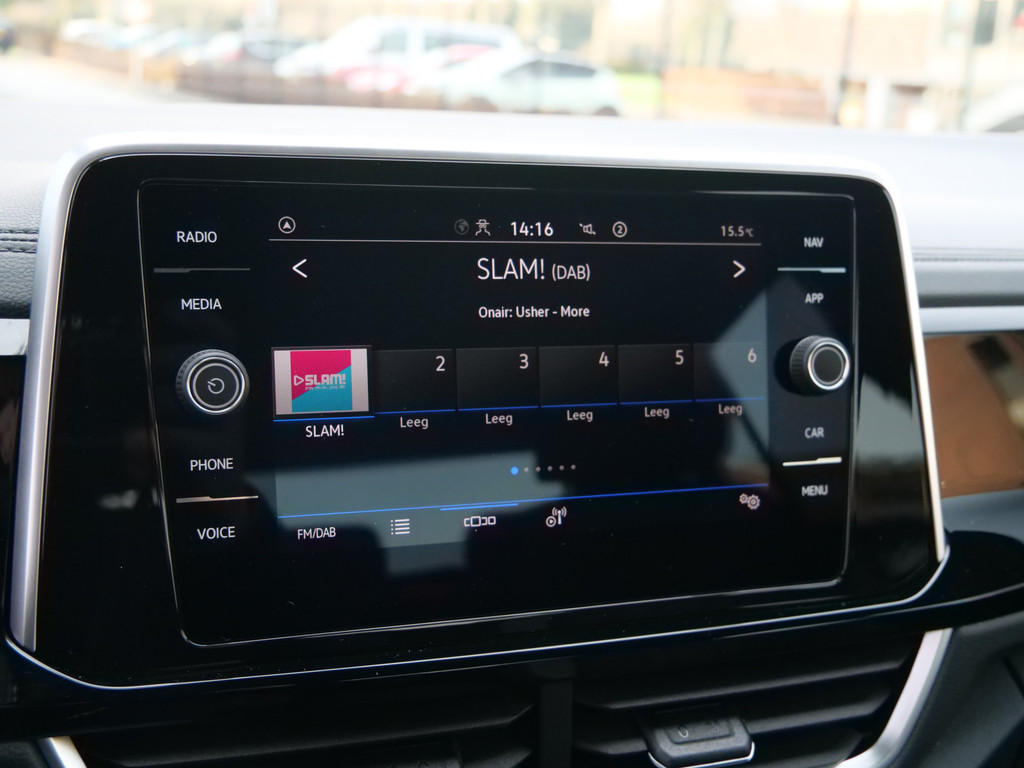 RADIO
MEDIA
PHONE
VOICE
14:16
2
15.5°C
SLAM! (DAB)
Onair: Usher - More
SLAM!
2
3
4
5
6
SLAM!
Leeg
Leeg
Leeg
Leeg
Leeg
FM/DAB
NAV
APP
CAR
MENU